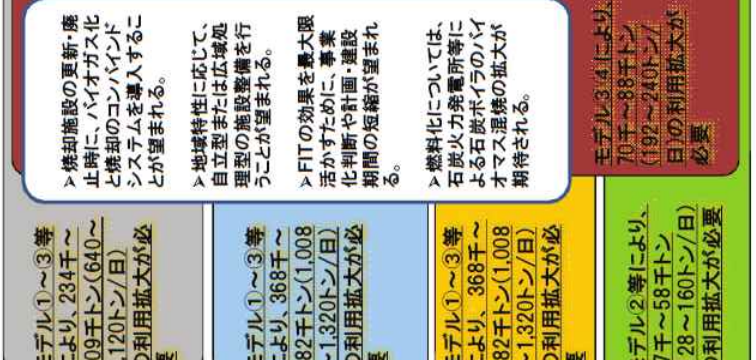 デル②等により、
千～58千トン
28～160トン/日)
利用拡大が必要
デル①～③等
より、368千～
82千トン(1,008
～1,320トン/日)
の利用拡大が必
要
デル①～③等
より、368千～
82千トン(1,008
～1,320トン/日)
の利用拡大が必
要
デル①～③等
より、234千～
09千トン(640～
,120トン/日)
の利用拡大が必
要
➢焼却施設の更新・廃
止時に、バイオガス化
と焼却のコンバインド
システムを導入するこ
とが望まれる。
➢地域特性に応じて、
自立型または広域処
理型の施設整備を行
うことが望まれる。
➢FITの効果を最大限
活かすために、事業
化判断や計画・建設
期間の短縮が望まれ
る。
➢燃料化については、
石炭火力発電所等に
よる石炭ボイラのバイ
オマス混焼の拡大が
期待される。
モデル3・4により、
70千～88千トン
(192～240トン/
日)の利用拡大が
必要